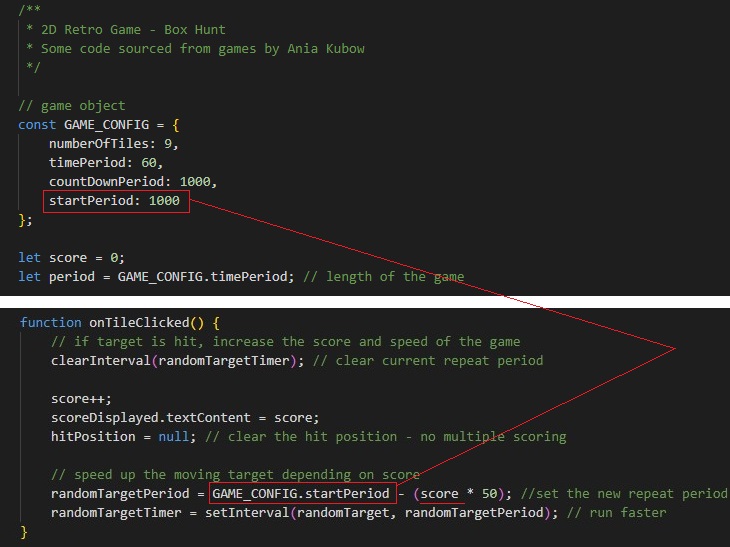 /**
 * 2D Retro Game - Box Hunt
 * Some code sourced from games by Ania Kubow
 */
// game object
const GAME_CONFIG = {
    numberOfTiles: 9,
    timePeriod: 60,
    countDownPeriod: 1000,
    startPeriod: 1000
};
let score = 0;
let period = GAME_CONFIG.timePeriod; // length of the game
function onTileClicked() {
    // if target is hit, increase the score and speed of the game
    clearInterval(randomTargetTimer); // clear current repeat period
    score++;
    scoreDisplayed.textContent = score;
    hitPosition = null; // clear the hit position - no multiple scoring
    // speed up the moving target depending on score
    randomTargetPeriod = GAME_CONFIG.startPeriod - (score * 50); //set the new repeat period
    randomTargetTimer = setInterval(randomTarget, randomTargetPeriod); // run faster
}